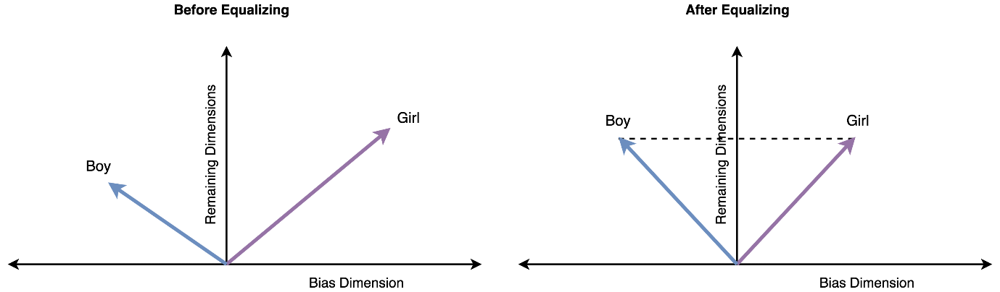 Before Equalizing
After Equalizing
Remaining Dimensions
Boy
Girl
Bias Dimension
Remaining Dimensions
Boy
Girl
Bias Dimension